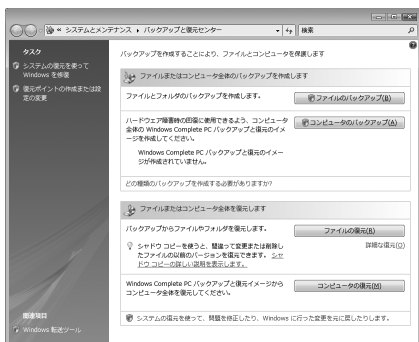 « システムとメンテナンス ▸ バックアップと復元センター
検索
タスク
システムの復元を使って
Windows を修復
復元ポイントの作成または設
定の変更
関連項目
Windows 転送ツール
バックアップを作成することにより、ファイルとコンピュータを保護します
ファイルまたはコンピュータ全体のバックアップを作成します
ファイルとフォルダのバックアップを作成します。
ファイルのバックアップ(B)
ハードウェア障害時の回復に使用できるよう、コンピュータ
全体の Windows Complete PC バックアップと復元のイメ
ージを作成してください。
コンピュータのバックアップ(A)
Windows Complete PC バックアップと復元のイメー
ジが作成されていません。
どの種類のバックアップを作成する必要がありますか?
ファイルまたはコンピュータ全体を復元します
バックアップからファイルやフォルダを復元します。
ファイルの復元(R)
シャドウ コピーを使うと、間違って変更または削除し
たファイルの以前のバージョンを復元できます。 シャ
ドウ コピーの詳しい説明を表示します。
詳細な復元(O)
Windows Complete PC バックアップと復元イメージから
コンピュータ全体を復元してください。
コンピュータの復元(M)
システムの復元を使って、問題を修正したり、Windows に行った変更を元に戻したりします。